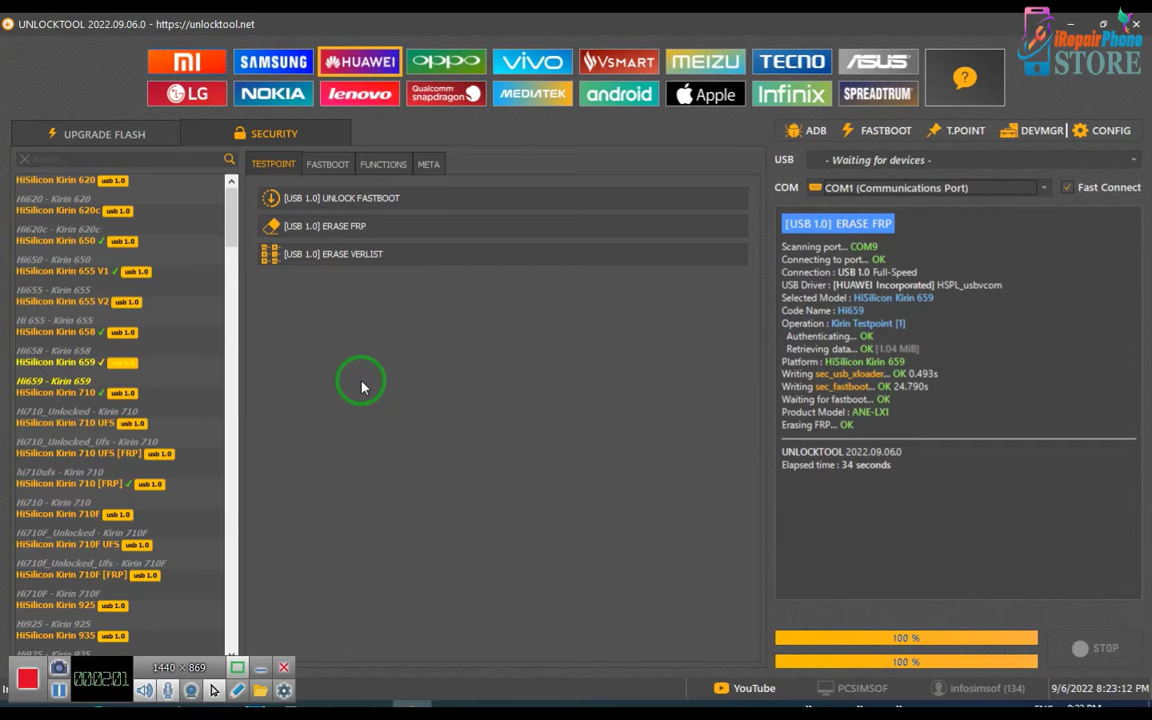 UNLOCKTOOL 2022.09.06.0 - https://unlocktool.net
iRepairPhone
STORE
mi SAMSUNG HUAWEI oppo vivo VSMART MEIZU TECNO ASUS ?
LG NOKIA lenovo Qualcomm snapdragon MEDIATEK android Apple Infinix SPREADTRUM
UPGRADE FLASH SECURITY
ADB FASTBOOT T.POINT DEVMGR CONFIG
Search...
TESTPOINT FASTBOOT FUNCTIONS META
USB - Waiting for devices -
COM COM1 (Communications Port) Fast Connect
HiSilicon Kirin 620 usb 1.0
Hi620 - Kirin 620
HiSilicon Kirin 620c usb 1.0
Hi620c - Kirin 620c
HiSilicon Kirin 650 ✓ usb 1.0
Hi650 - Kirin 650
HiSilicon Kirin 655 V1 ✓ usb 1.0
Hi655 - Kirin 655
HiSilicon Kirin 655 V2 usb 1.0
Hi 655 - Kirin 655
HiSilicon Kirin 658 ✓ usb 1.0
Hi658 - Kirin 658
HiSilicon Kirin 659 ✓
Hi659 - Kirin 659
HiSilicon Kirin 710 ✓ usb 1.0
Hi710_Unlocked - Kirin 710
HiSilicon Kirin 710 UFS usb 1.0
Hi710_Unlocked_Ufs - Kirin 710
HiSilicon Kirin 710 UFS [FRP] usb 1.0
hi710ufs - Kirin 710
HiSilicon Kirin 710 [FRP] ✓ usb 1.0
Hi710 - Kirin 710
HiSilicon Kirin 710F usb 1.0
Hi710F_Unlocked - Kirin 710F
HiSilicon Kirin 710F UFS usb 1.0
Hi710f_Unlocked_Ufs - Kirin 710F
HiSilicon Kirin 710F [FRP] usb 1.0
Hi710F - Kirin 710F
HiSilicon Kirin 925 usb 1.0
Hi925 - Kirin 925
HiSilicon Kirin 935 usb 1.0
[USB 1.0] UNLOCK FASTBOOT
[USB 1.0] ERASE FRP
[USB 1.0] ERASE VERLIST
[USB 1.0] ERASE FRP
Scanning port... COM9
Connecting to port... OK
Connection : USB 1.0 Full-Speed
USB Driver : [HUAWEI Incorporated] HSPL_usbvcom
Selected Model : HiSilicon Kirin 659
Code Name : Hi659
Operation : Kirin Testpoint [1]
Authenticating... OK
Retrieving data... OK [1.04 MiB]
Platform : HiSilicon Kirin 659
Writing sec_usb_xloader... OK 0.493s
Writing sec_fastboot... OK 24.790s
Waiting for fastboot... OK
Product Model : ANE-LX1
Erasing FRP... OK
UNLOCKTOOL 2022.09.06.0
Elapsed time : 34 seconds
100 %
100 %
STOP
1440 × 869
00:02:01
YouTube PCSIMSOF infosimsof (134) 9/6/2022 8:23:12 PM